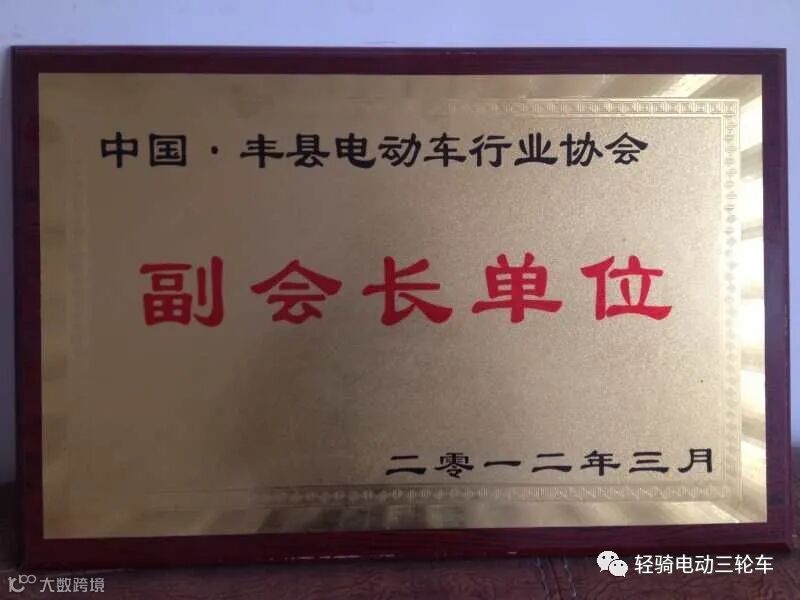 中国·丰县电动车行业协会
副会长单位
二零一二年三月
轻骑电动三轮车
大数跨境